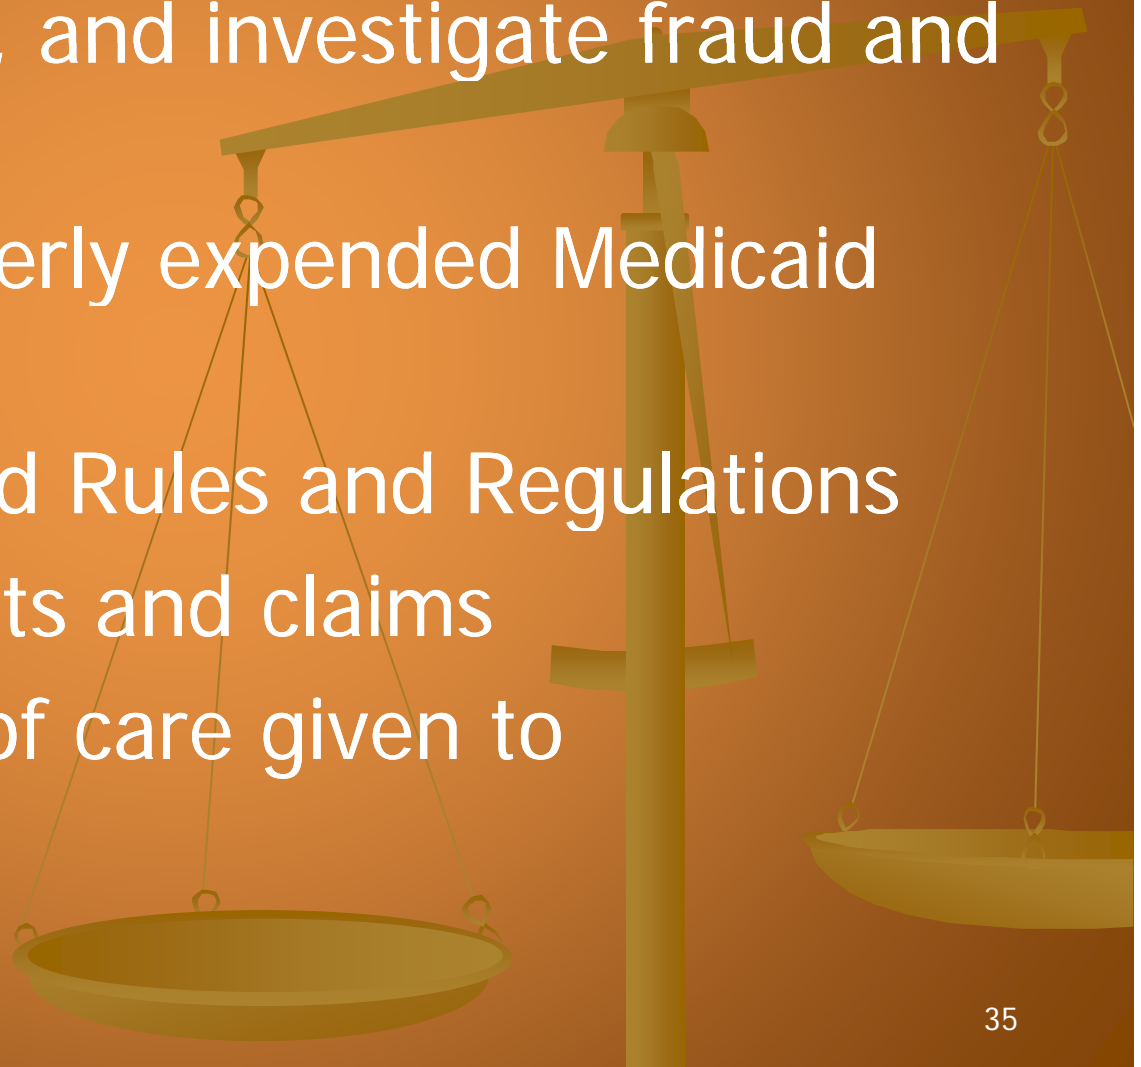 , and investigate fraud and
erly expended Medicaid
d Rules and Regulations
ts and claims
of care given to
35